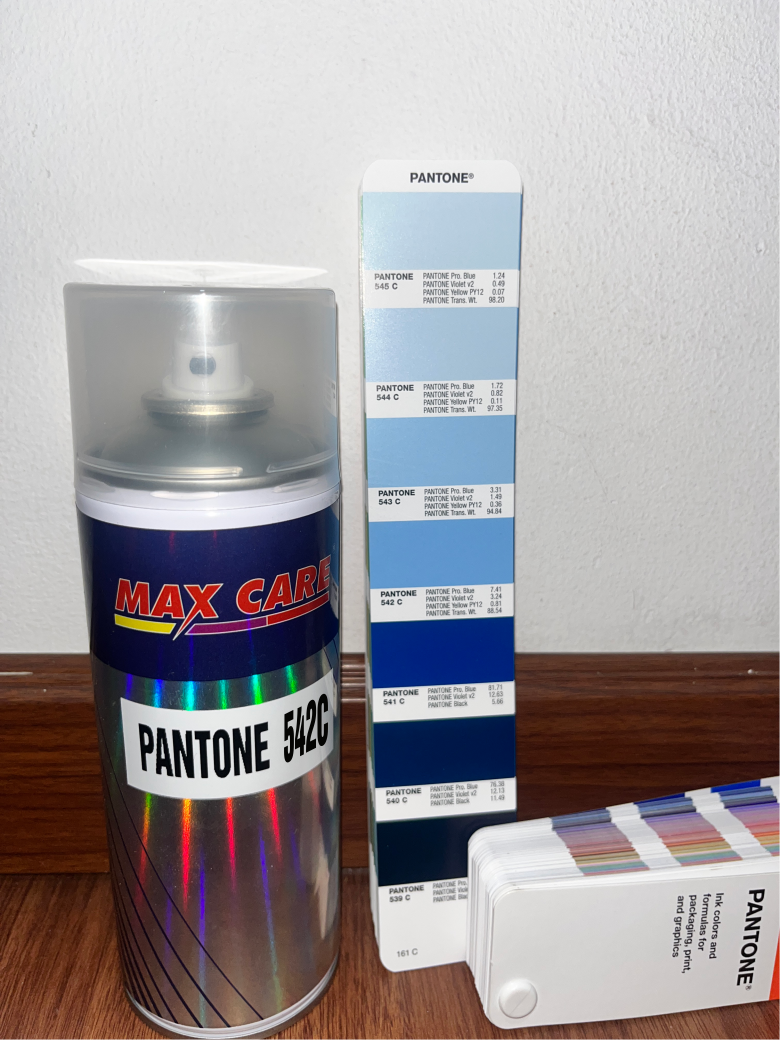 MAX CARE
PANTONE 542C
PANTONE®
PANTONE 545 C
PANTONE Pro. Blue 1.24
PANTONE Violet v2 0.49
PANTONE Yellow PY12 0.07
PANTONE Trans. Wt. 98.20
PANTONE 544 C
PANTONE Pro. Blue 1.72
PANTONE Violet v2 0.82
PANTONE Yellow PY12 0.11
PANTONE Trans. Wt. 97.35
PANTONE 543 C
PANTONE Pro. Blue 3.31
PANTONE Violet v2 1.49
PANTONE Yellow PY12 0.36
PANTONE Trans. Wt. 94.84
PANTONE 542 C
PANTONE Pro. Blue 7.41
PANTONE Violet v2 3.24
PANTONE Yellow PY12 0.81
PANTONE Trans. Wt. 88.54
PANTONE 541 C
PANTONE Pro. Blue 81.71
PANTONE Violet v2 12.63
PANTONE Black 5.66
PANTONE 540 C
PANTONE Pro. Blue 76.38
PANTONE Violet v2 12.13
PANTONE Black 11.49
PANTONE 539 C
PANTONE Pro
PANTONE Viol
PANTONE Blac
161 C
PANTONE®
Ink colors and
formulas for
packaging, print,
and graphics